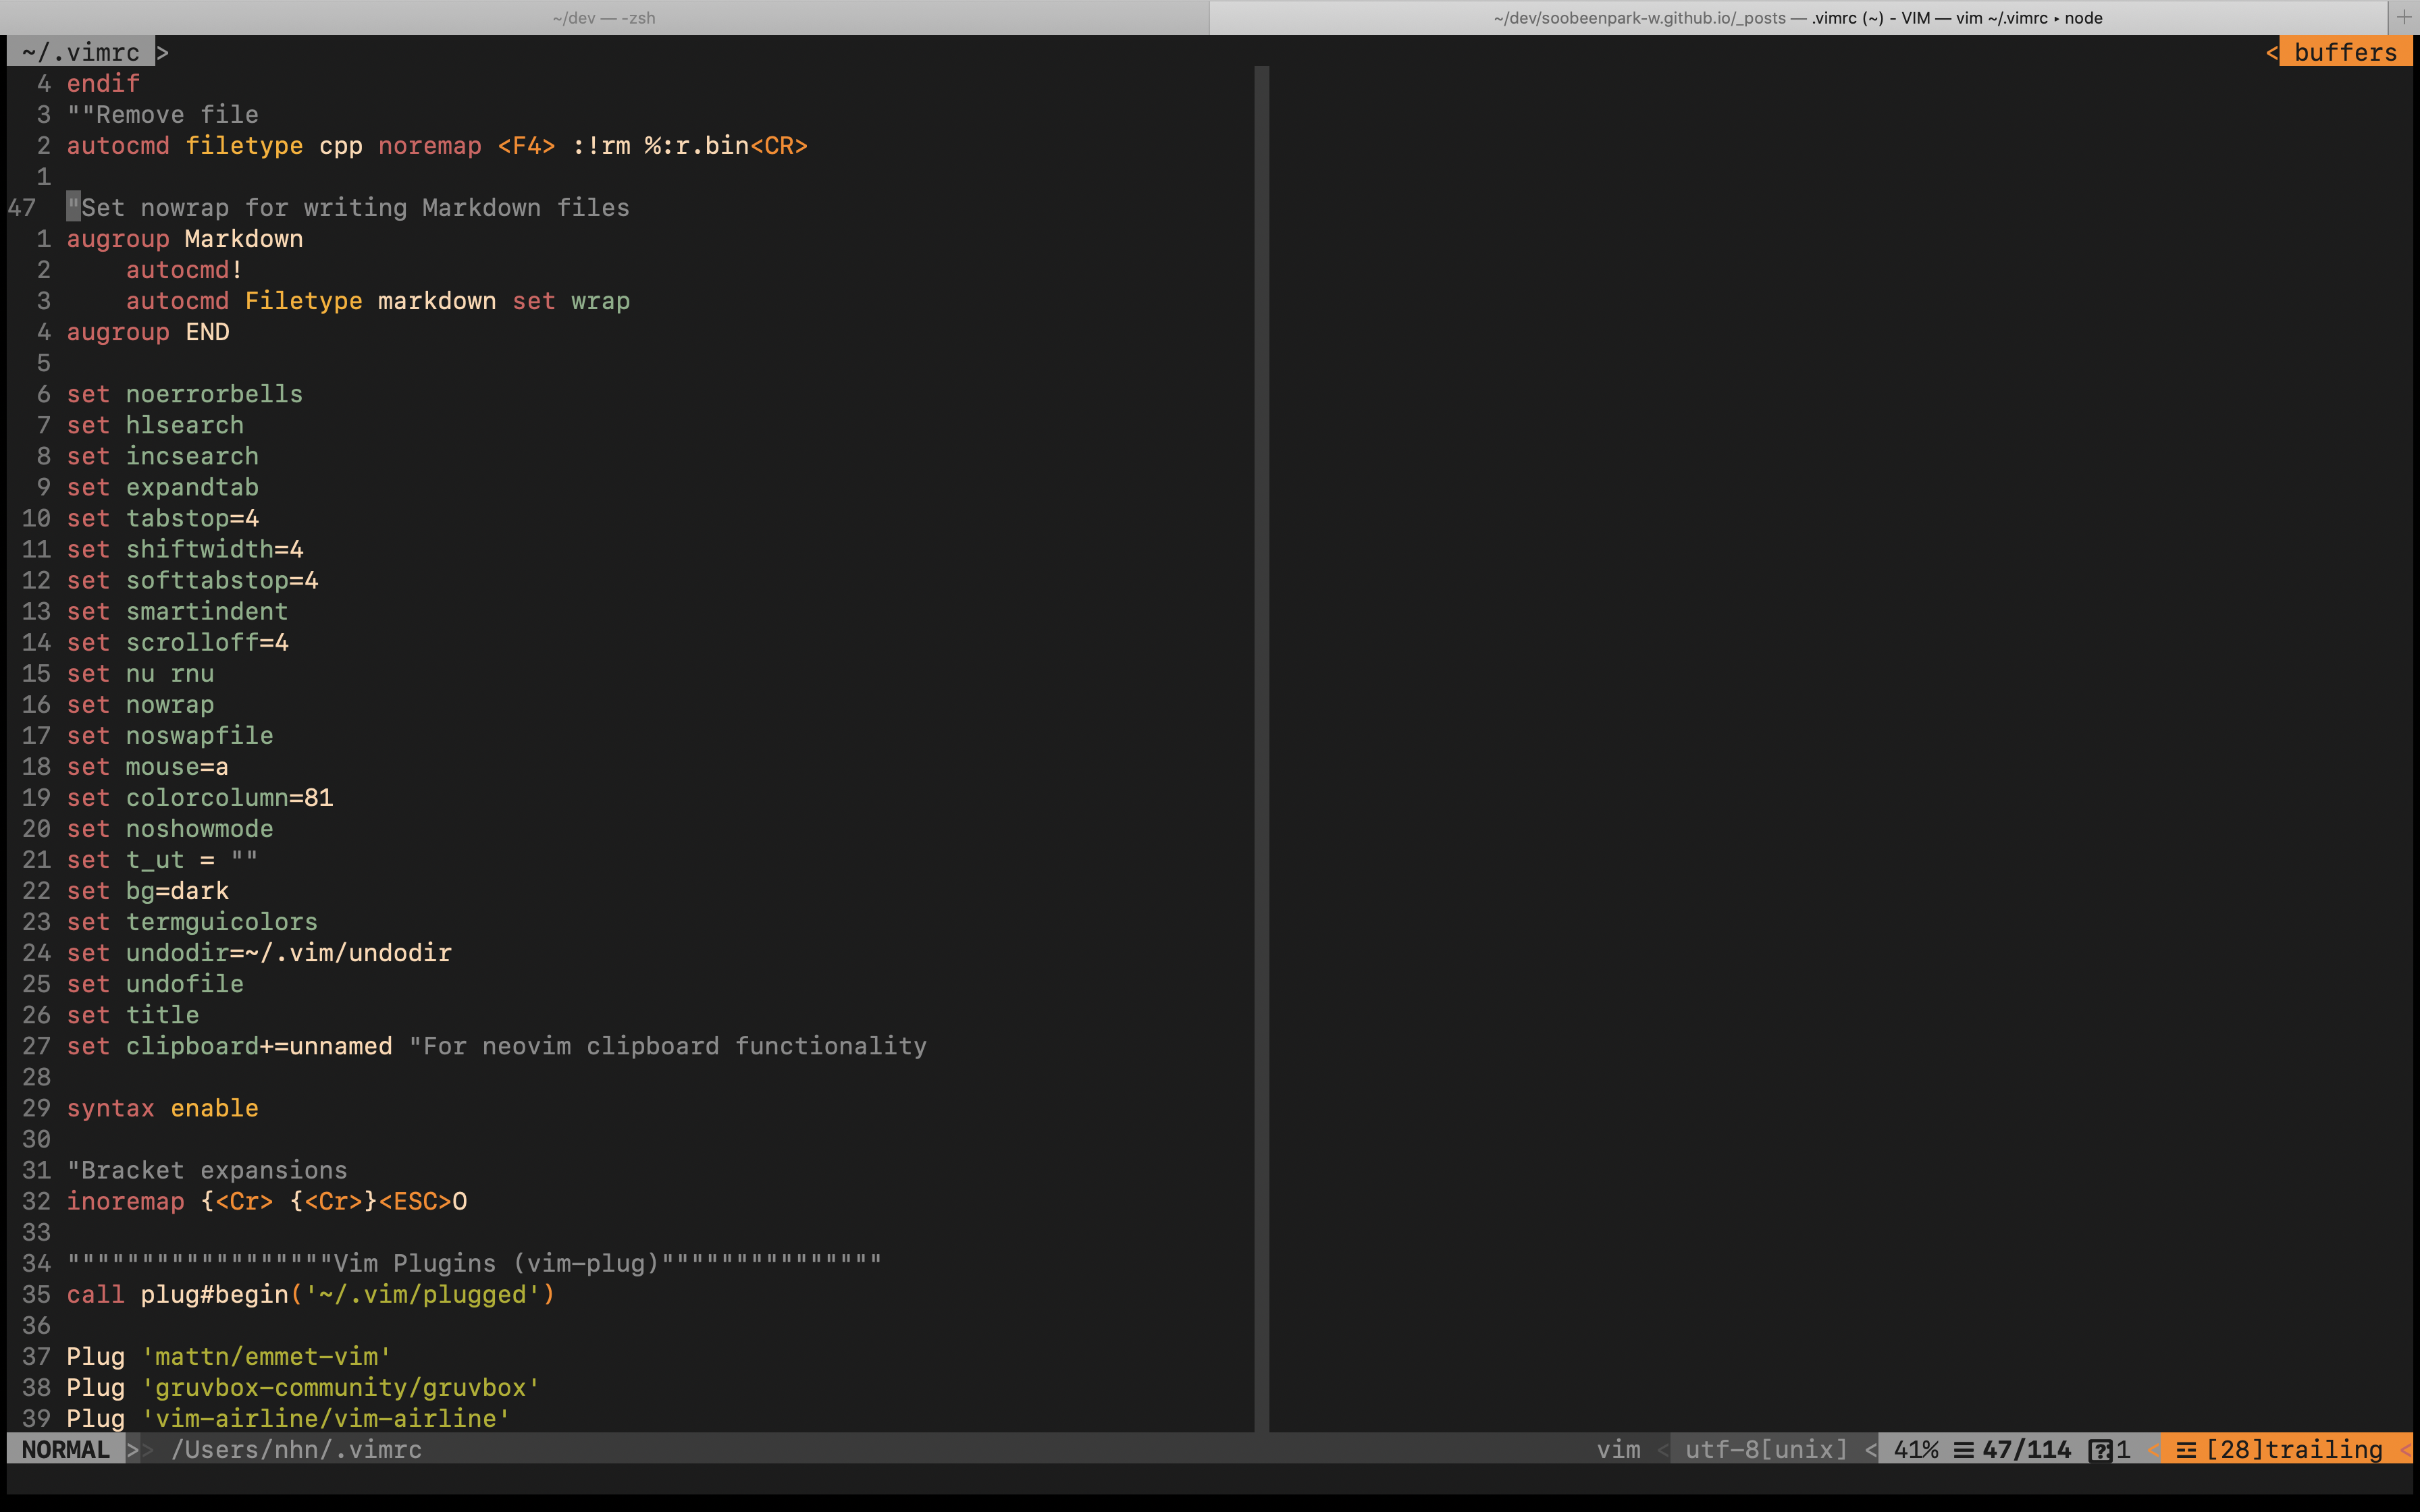 ~/dev — -zsh
~/dev/soobeenpark-w.github.io/_posts — .vimrc (~) - VIM — vim ~/.vimrc ▸ node +
~/.vimrc > < buffers
4 endif
3 ""Remove file
2 autocmd filetype cpp noremap <F4> :!rm %:r.bin<CR>
1
47 "Set nowrap for writing Markdown files
1 augroup Markdown
2     autocmd!
3     autocmd Filetype markdown set wrap
4 augroup END
5
6 set noerrorbells
7 set hlsearch
8 set incsearch
9 set expandtab
10 set tabstop=4
11 set shiftwidth=4
12 set softtabstop=4
13 set smartindent
14 set scrolloff=4
15 set nu rnu
16 set nowrap
17 set noswapfile
18 set mouse=a
19 set colorcolumn=81
20 set noshowmode
21 set t_ut = ""
22 set bg=dark
23 set termguicolors
24 set undodir=~/.vim/undodir
25 set undofile
26 set title
27 set clipboard+=unnamed "For neovim clipboard functionality
28
29 syntax enable
30
31 "Bracket expansions
32 inoremap {<Cr> {<Cr>}<ESC>O
33
34 """"""""""""""""""Vim Plugins (vim-plug)"""""""""""""""
35 call plug#begin('~/.vim/plugged')
36
37 Plug 'mattn/emmet-vim'
38 Plug 'gruvbox-community/gruvbox'
39 Plug 'vim-airline/vim-airline'
NORMAL >> /Users/nhn/.vimrc vim < utf-8[unix] < 41% ☰ 47/114 ?1 < ☲ [28]trailing <